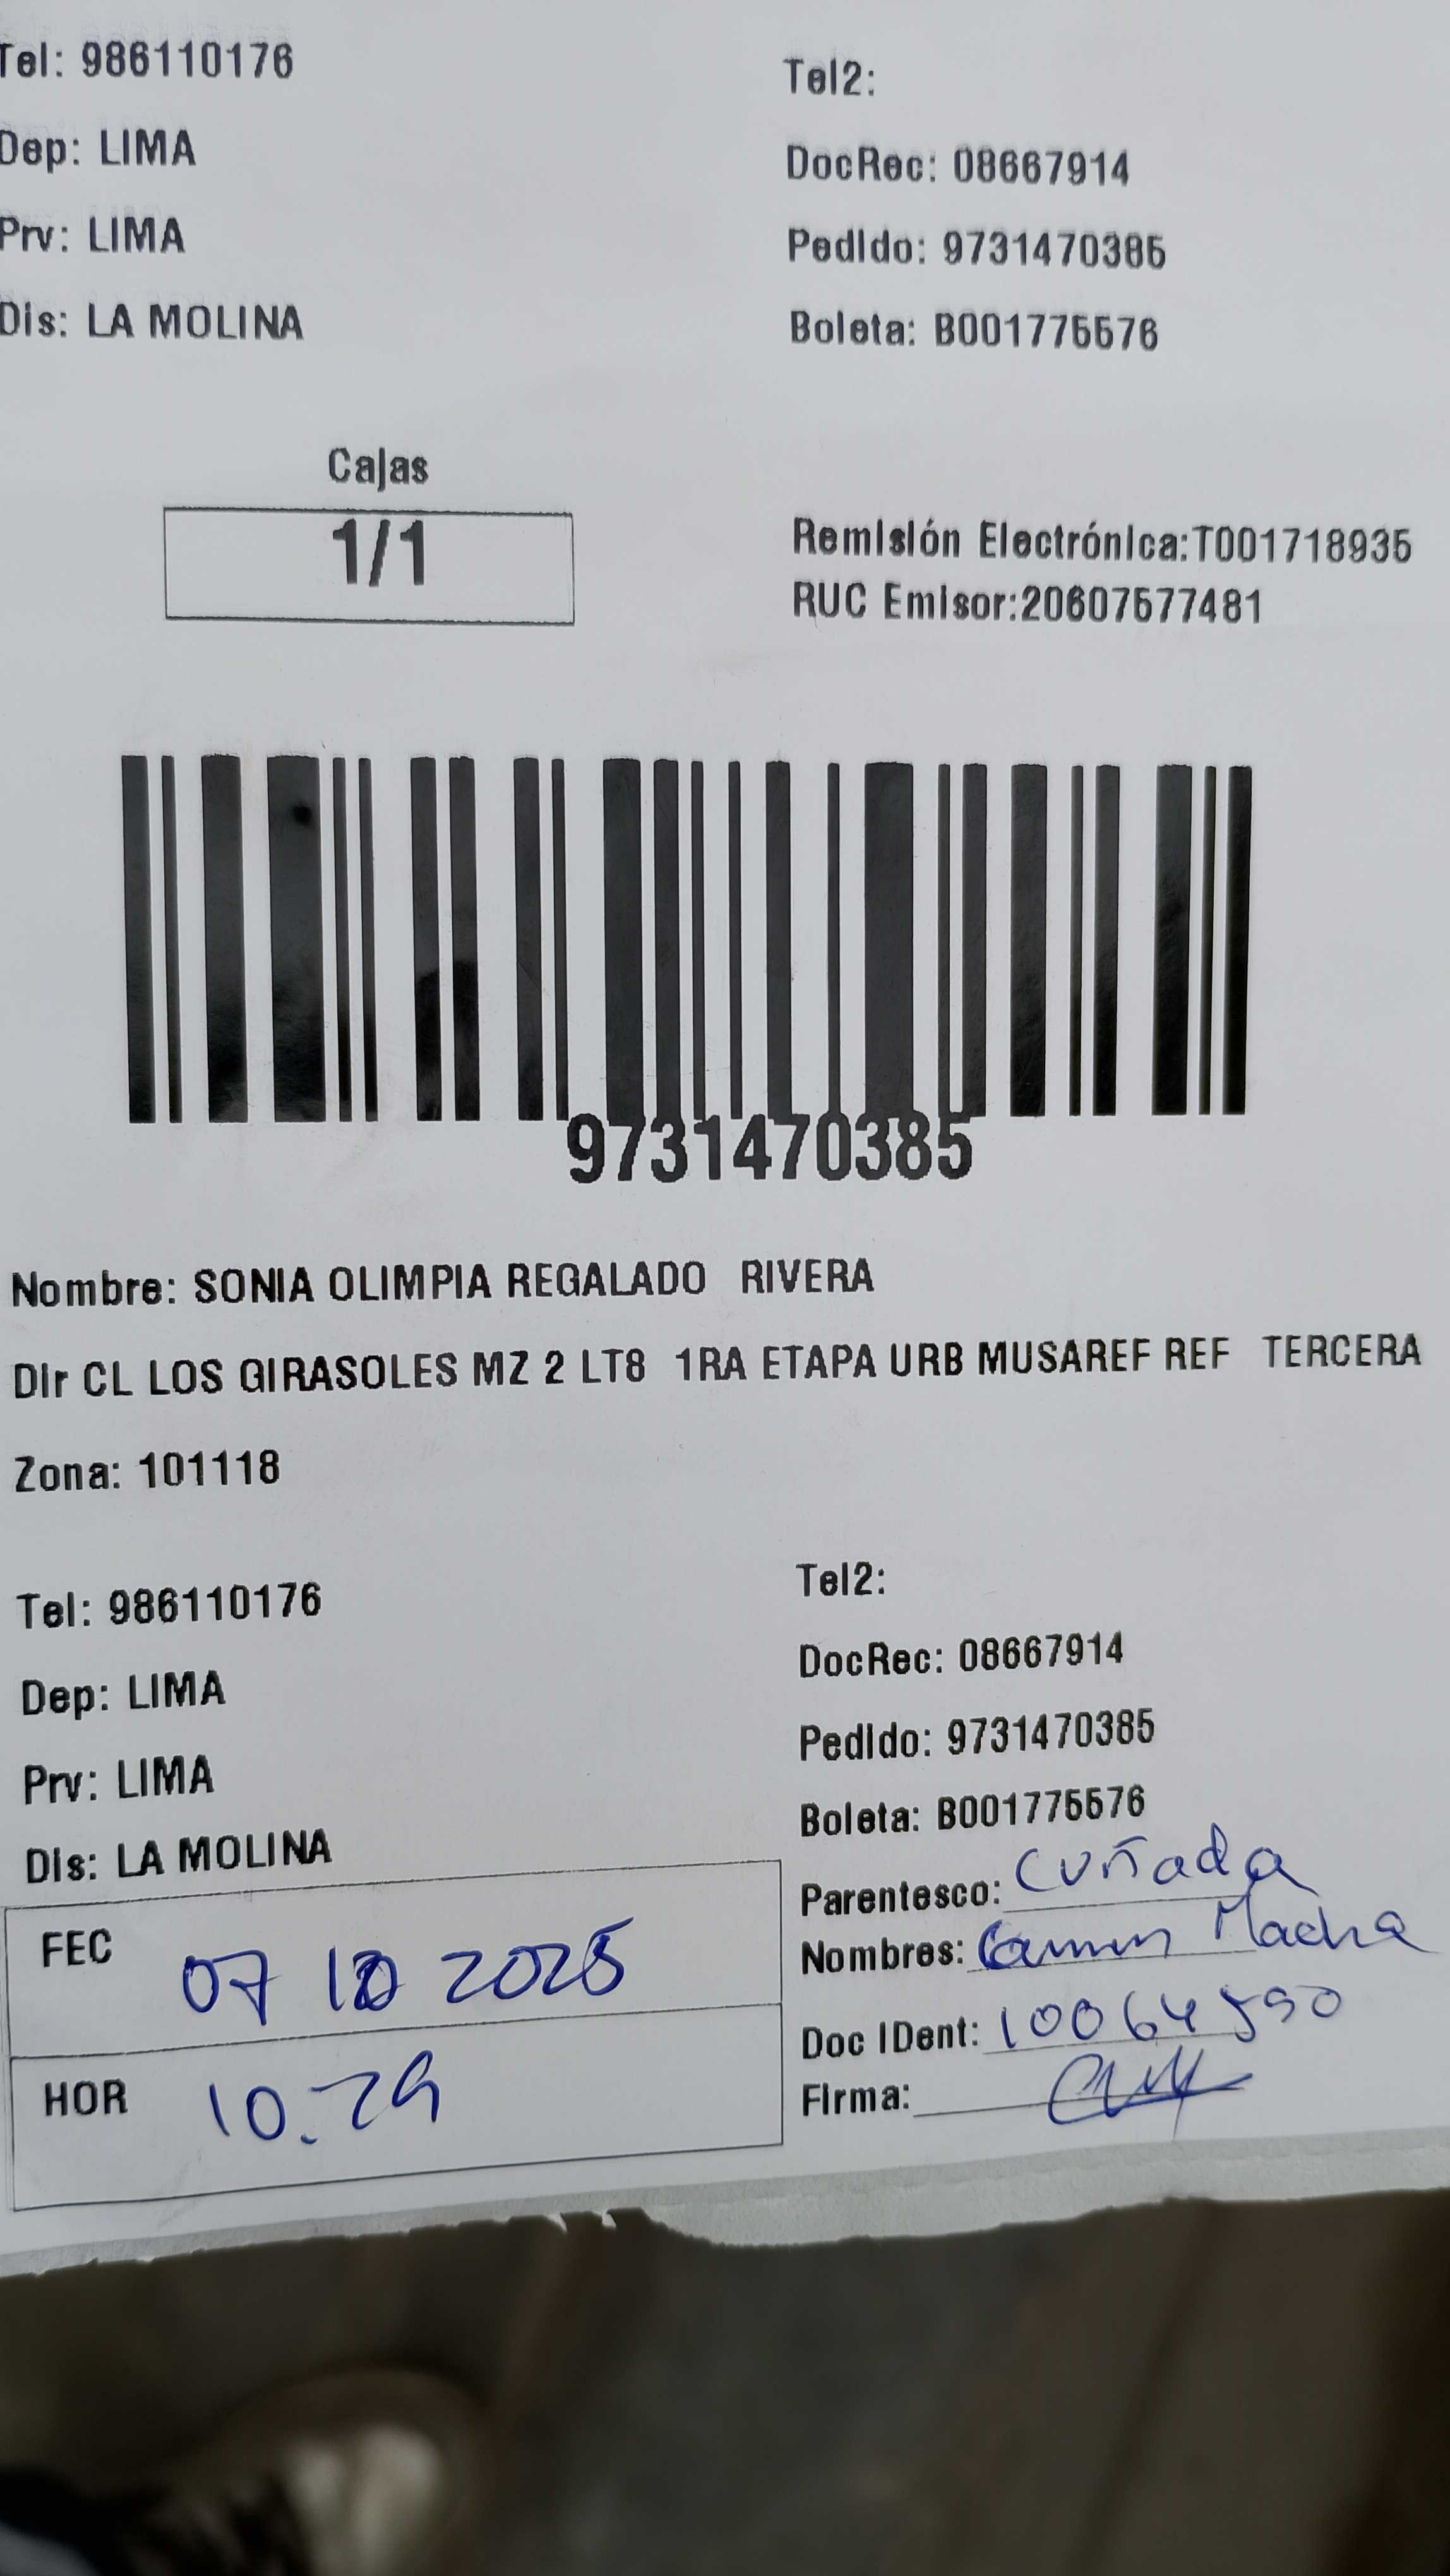 Tel: 986110176
Tel2:
Dep: LIMA
DocRec: 08667914
Prv: LIMA
Pedido: 9731470385
Dis: LA MOLINA
Boleta: B001775576
Cajas
1/1
Remisión Electrónica:T001718935
RUC Emisor:20607577481
9731470385
Nombre: SONIA OLIMPIA REGALADO RIVERA
Dir CL LOS GIRASOLES MZ 2 LT8 1RA ETAPA URB MUSAREF REF TERCERA
Zona: 101118
Tel: 986110176
Tel2:
Dep: LIMA
DocRec: 08667914
Prv: LIMA
Pedido: 9731470385
Dis: LA MOLINA
Boleta: B001775576
Parentesco: Cuñada
FEC 07 10 2025
Nombres: Carmen
Doc IDent: 10064590
HOR 10.29
Firma: